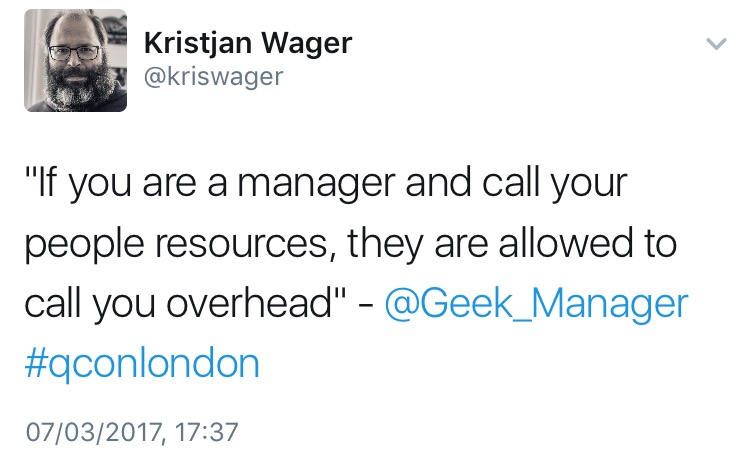 Kristjan Wager
@kriswager
"If you are a manager and call your
people resources, they are allowed to
call you overhead" - @Geek_Manager
#qconlondon
07/03/2017, 17:37